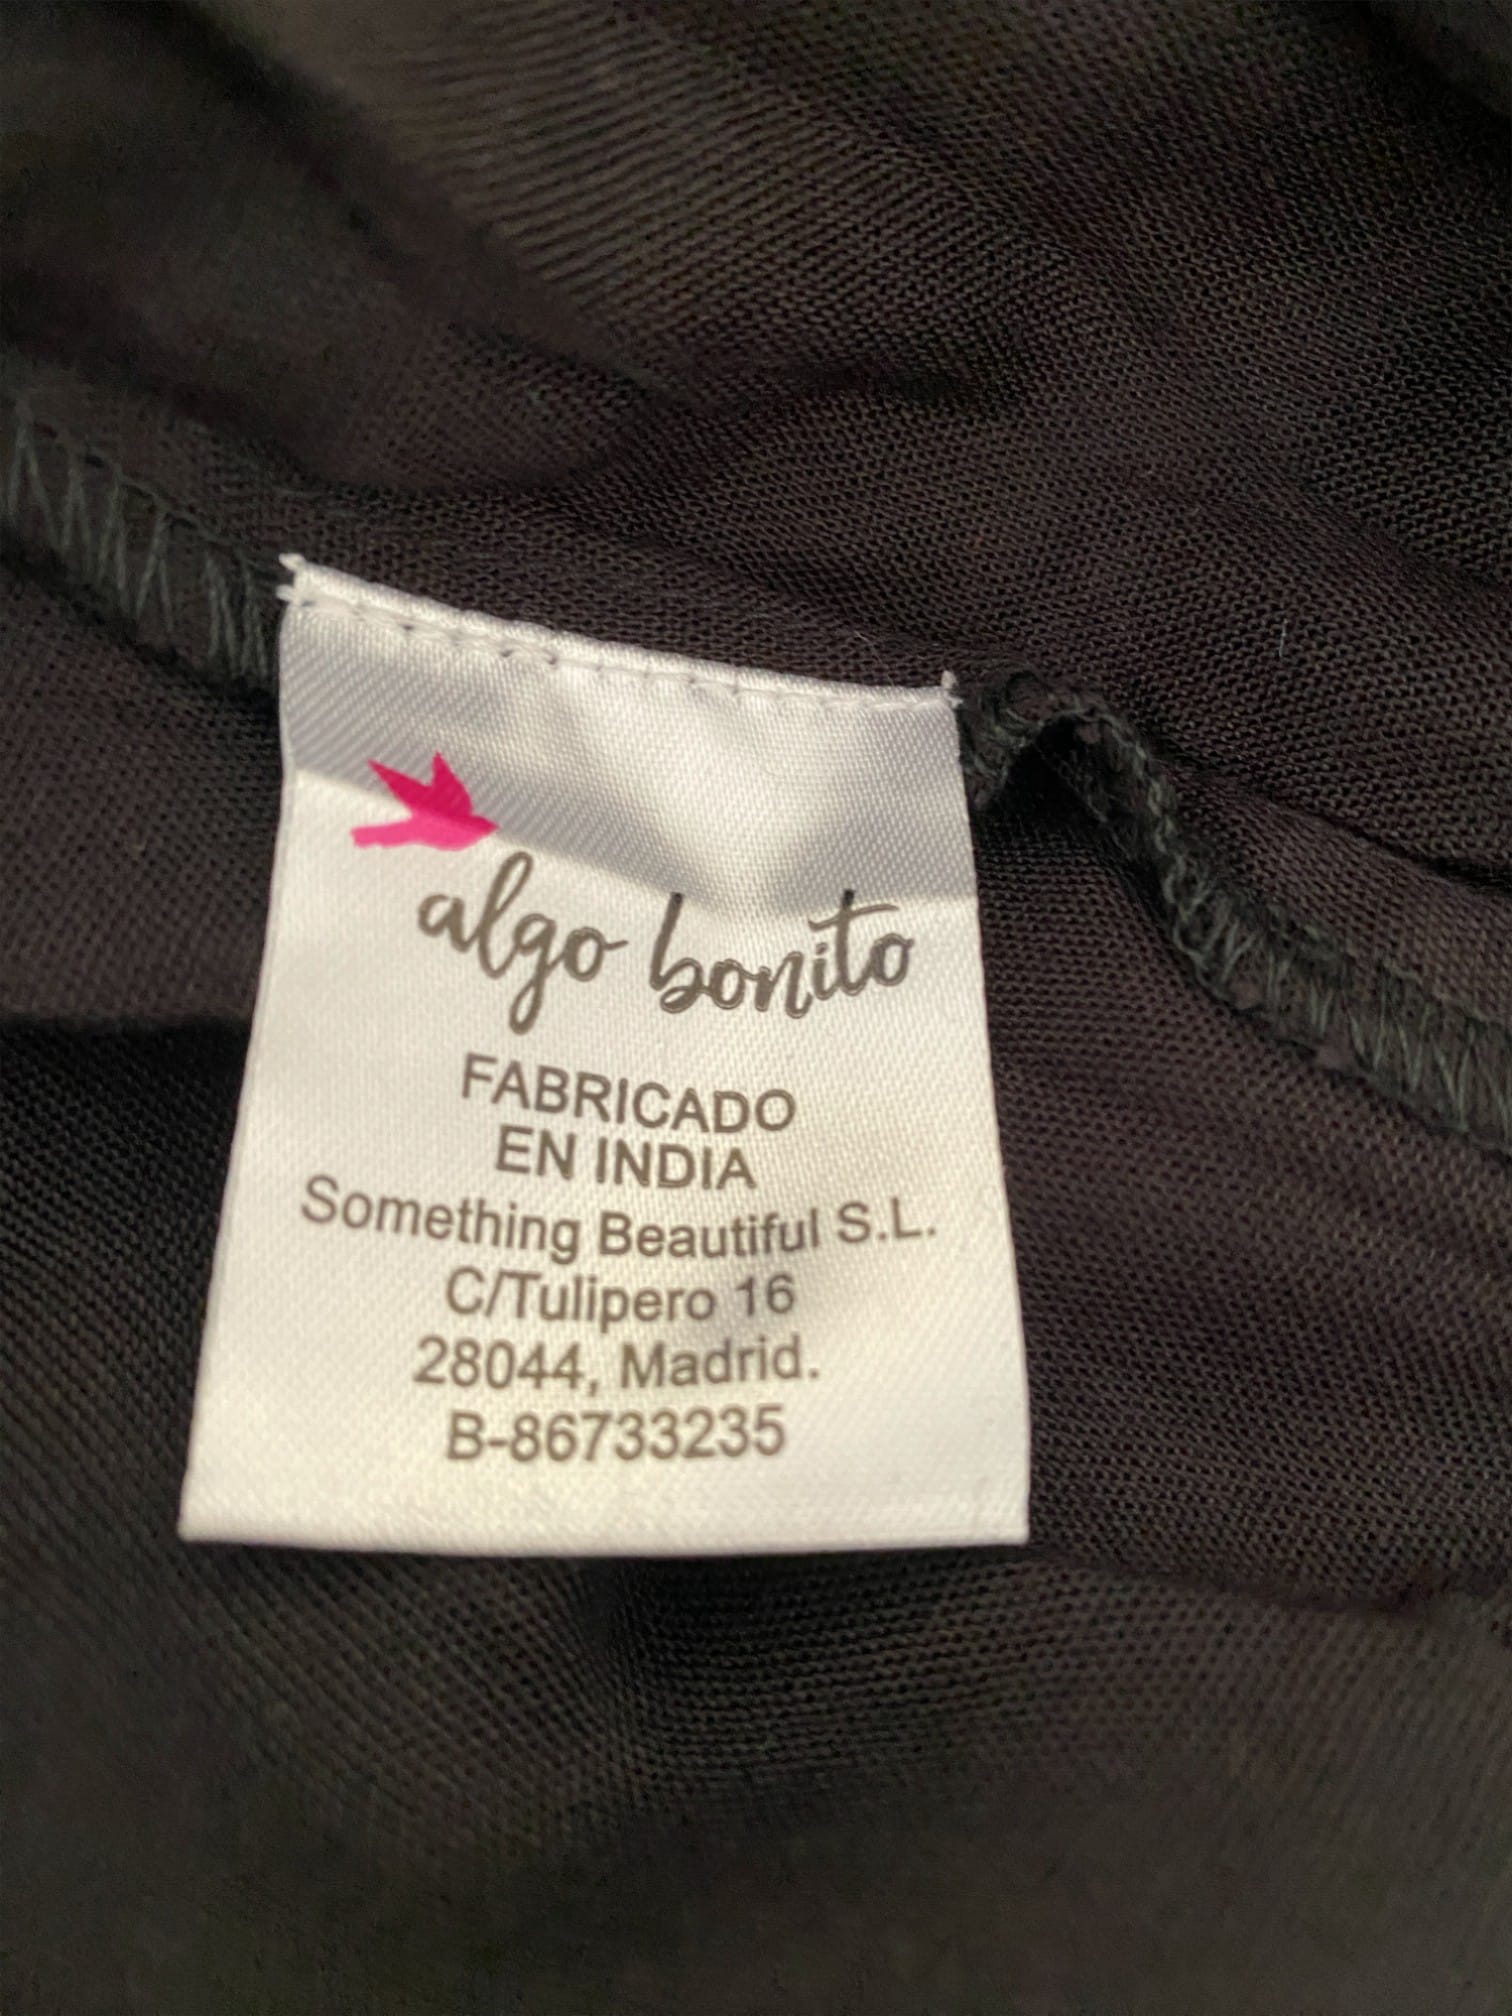 algo bonito
FABRICADO
EN INDIA
Something Beautiful S.L.
C/Tulipero 16
28044, Madrid.
B-86733235